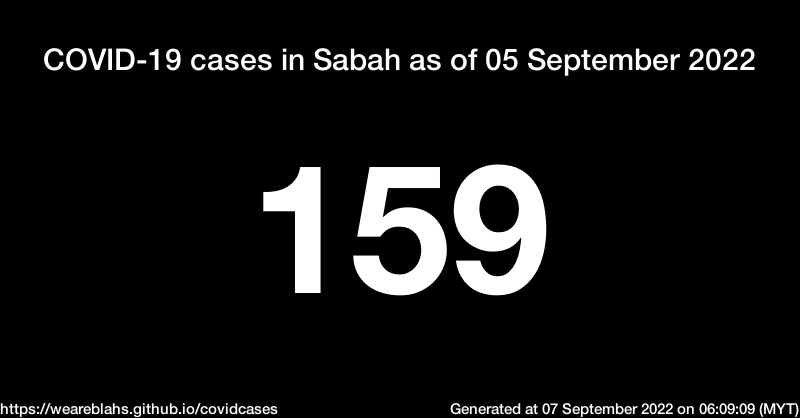 COVID-19 cases in Sabah as of 05 September 2022
159
https://weareblahs.github.io/covidcases
Generated at 07 September 2022 on 06:09:09 (MYT)